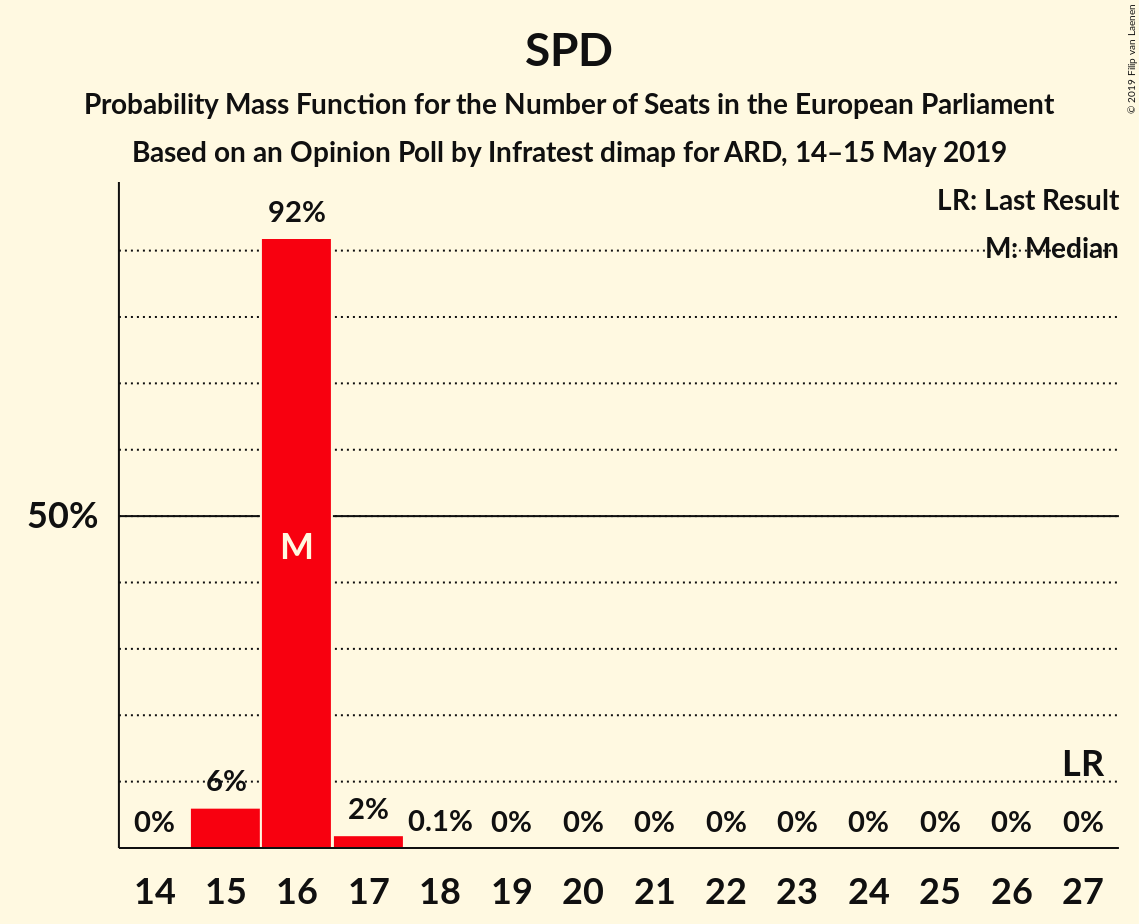 SPD
Probability Mass Function for the Number of Seats in the European Parliament
Based on an Opinion Poll by Infratest dimap for ARD, 14–15 May 2019
© 2019 Filip van Laenen
LR: Last Result
M: Median
92%
50%
M
LR
0% 6% 2% 0.1% 0% 0% 0% 0% 0% 0% 0% 0% 0%
14 15 16 17 18 19 20 21 22 23 24 25 26 27